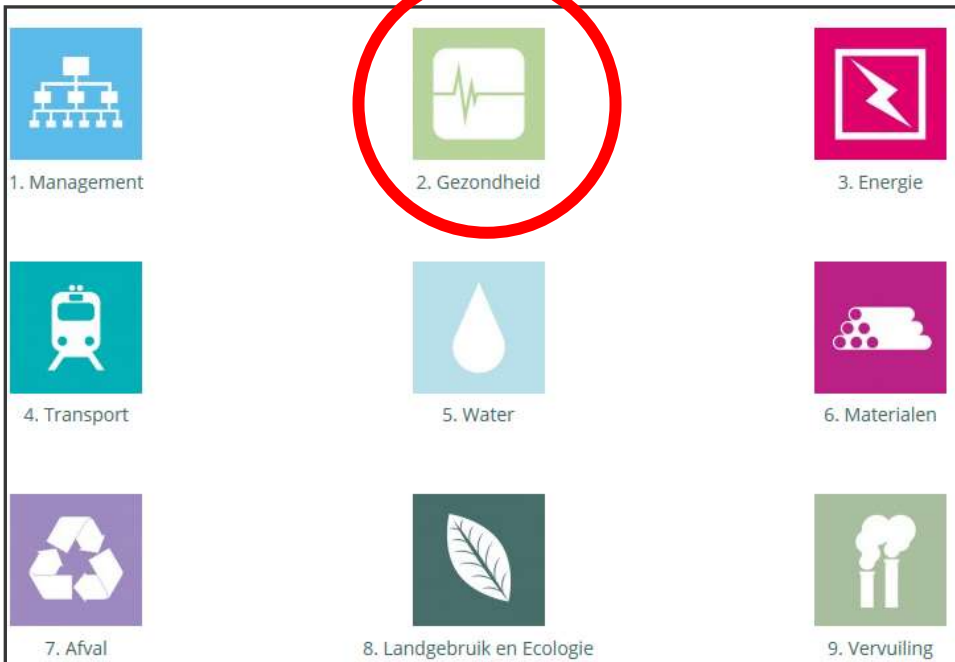 1. Management
2. Gezondheid
3. Energie
4. Transport
5. Water
6. Materialen
7. Afval
8. Landgebruik en Ecologie
9. Vervuiling